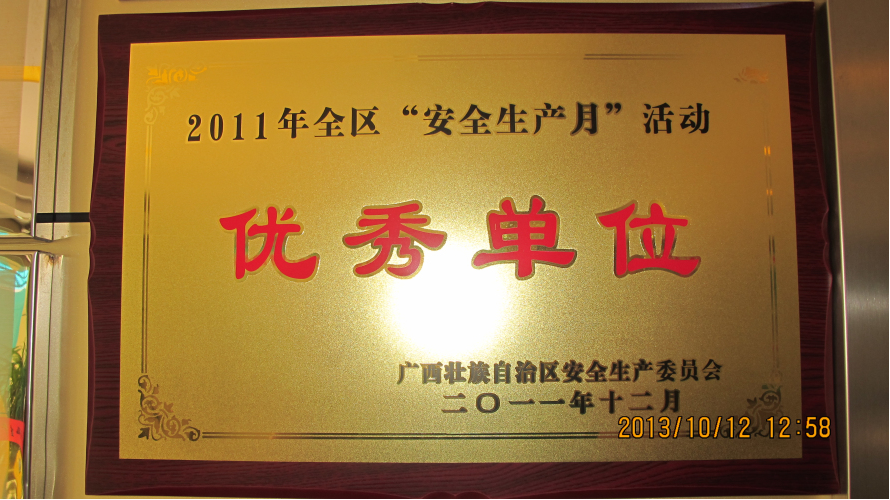 2011年全区“安全生产月”活动
优秀单位
广西壮族自治区安全生产委员会
二〇一一年十二月
2013/10/12 12:58